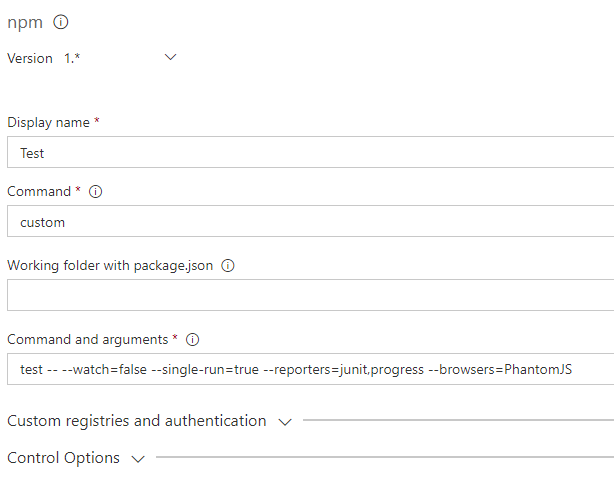 npm
Version 1.*
Display name *
Test
Command *
custom
Working folder with package.json
Command and arguments *
test -- --watch=false --single-run=true --reporters=junit,progress --browsers=PhantomJS
Custom registries and authentication
Control Options